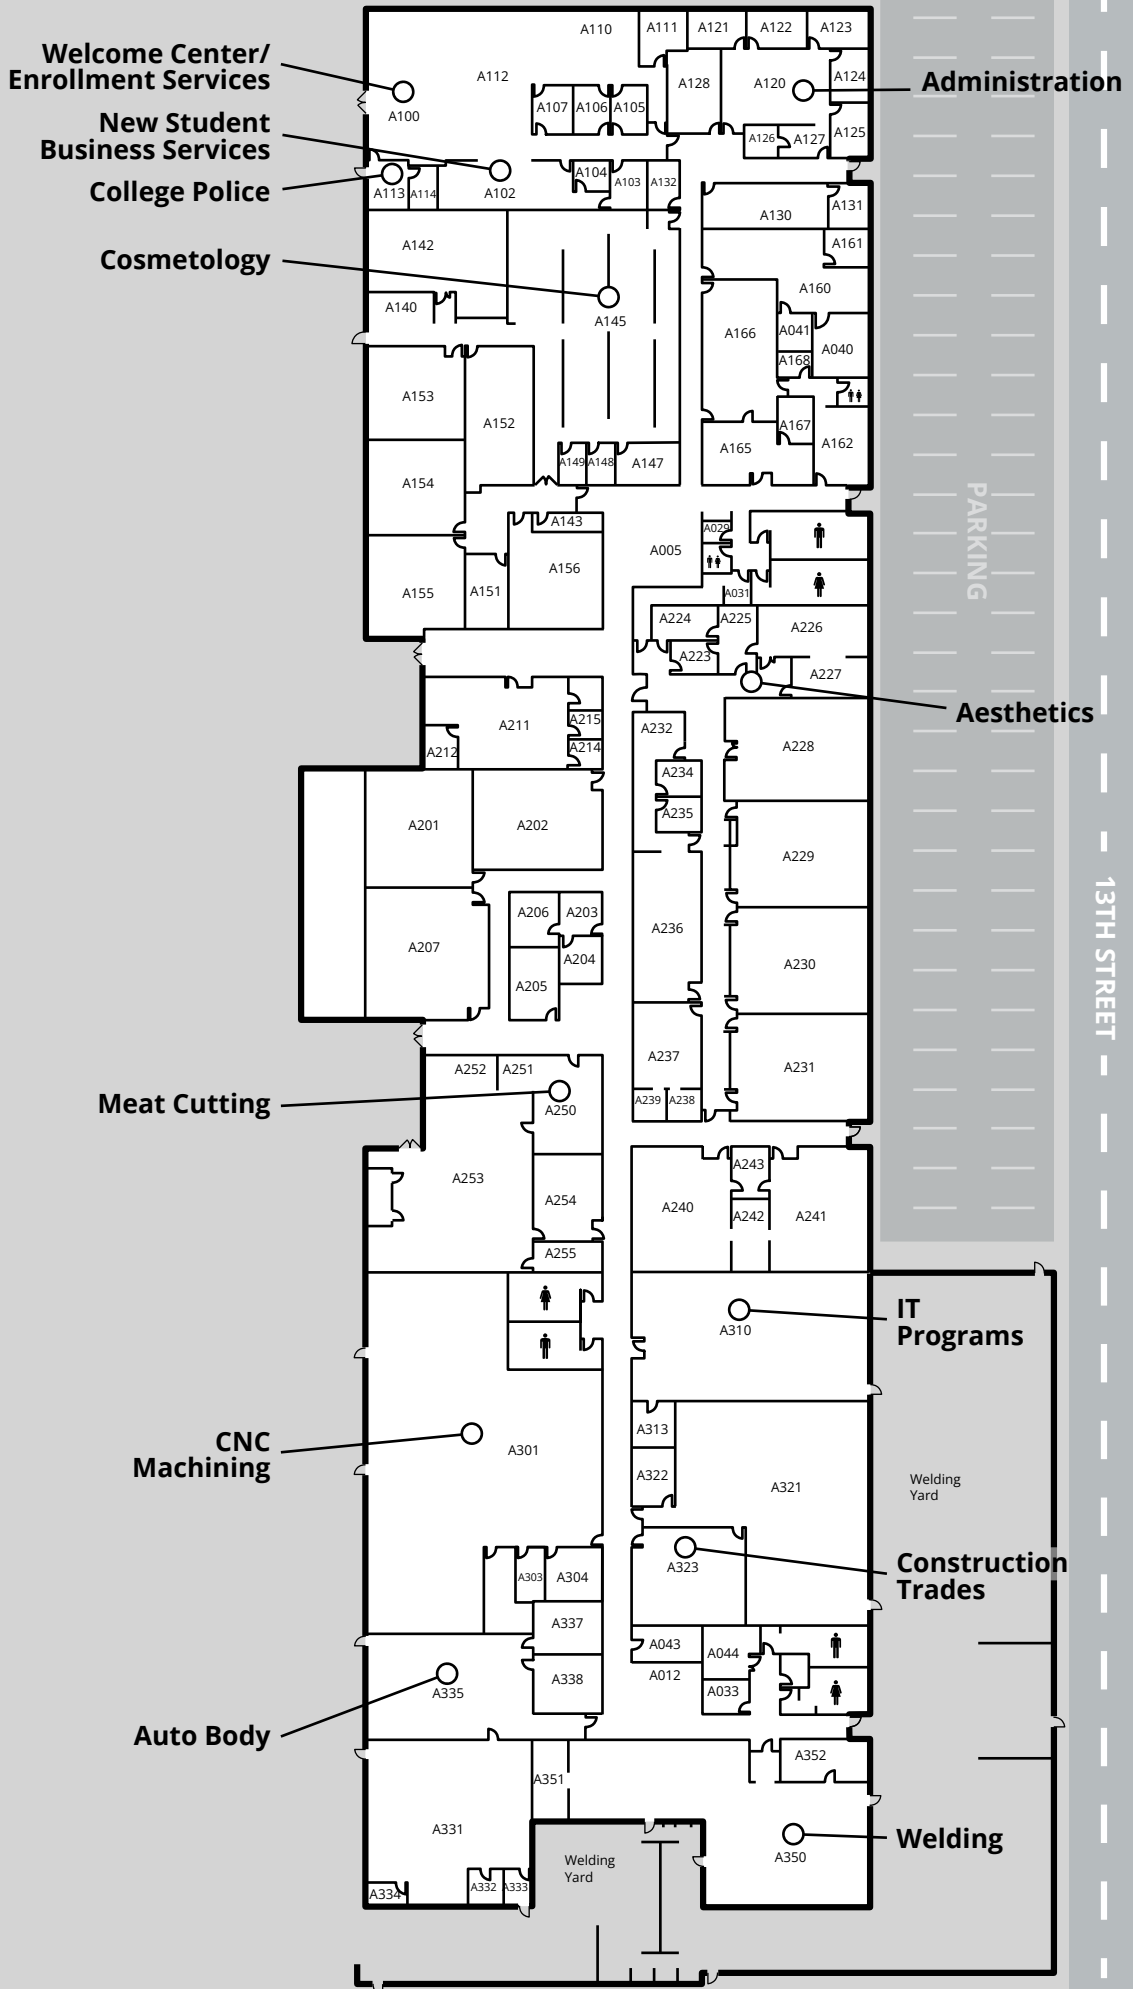 A110
A111
A121
A122
A123
Welcome Center/
Enrollment Services
A112
A128
A120
A124
Administration
A107
A106
A105
A100
New Student
Business Services
A126
A127
A125
College Police
A113
A114
A102
A104
A103
A132
A130
A131
A142
Cosmetology
A161
A160
A140
A145
A166
A041
A040
A168
A153
A152
A167
A165
A162
A149
A148
A147
A154
PARKING
A143
A029
A005
A156
A155
A151
A031
A224
A225
A226
A223
A227
Aesthetics
A211
A215
A212
A214
A232
A228
A234
A235
A201
A202
A229
13TH STREET
A206
A203
A207
A204
A205
A236
A230
A237
A231
A252
A251
Meat Cutting
A250
A239
A238
A253
A254
A255
A243
A240
A242
A241
IT
Programs
A310
CNC
Machining
A301
A313
A322
A321
Welding
Yard
A303
A304
A323
Construction
Trades
A337
A338
A043
A044
A012
A033
A335
Auto Body
A351
A352
A331
Welding
A350
Welding
Yard
A334
A332
A333